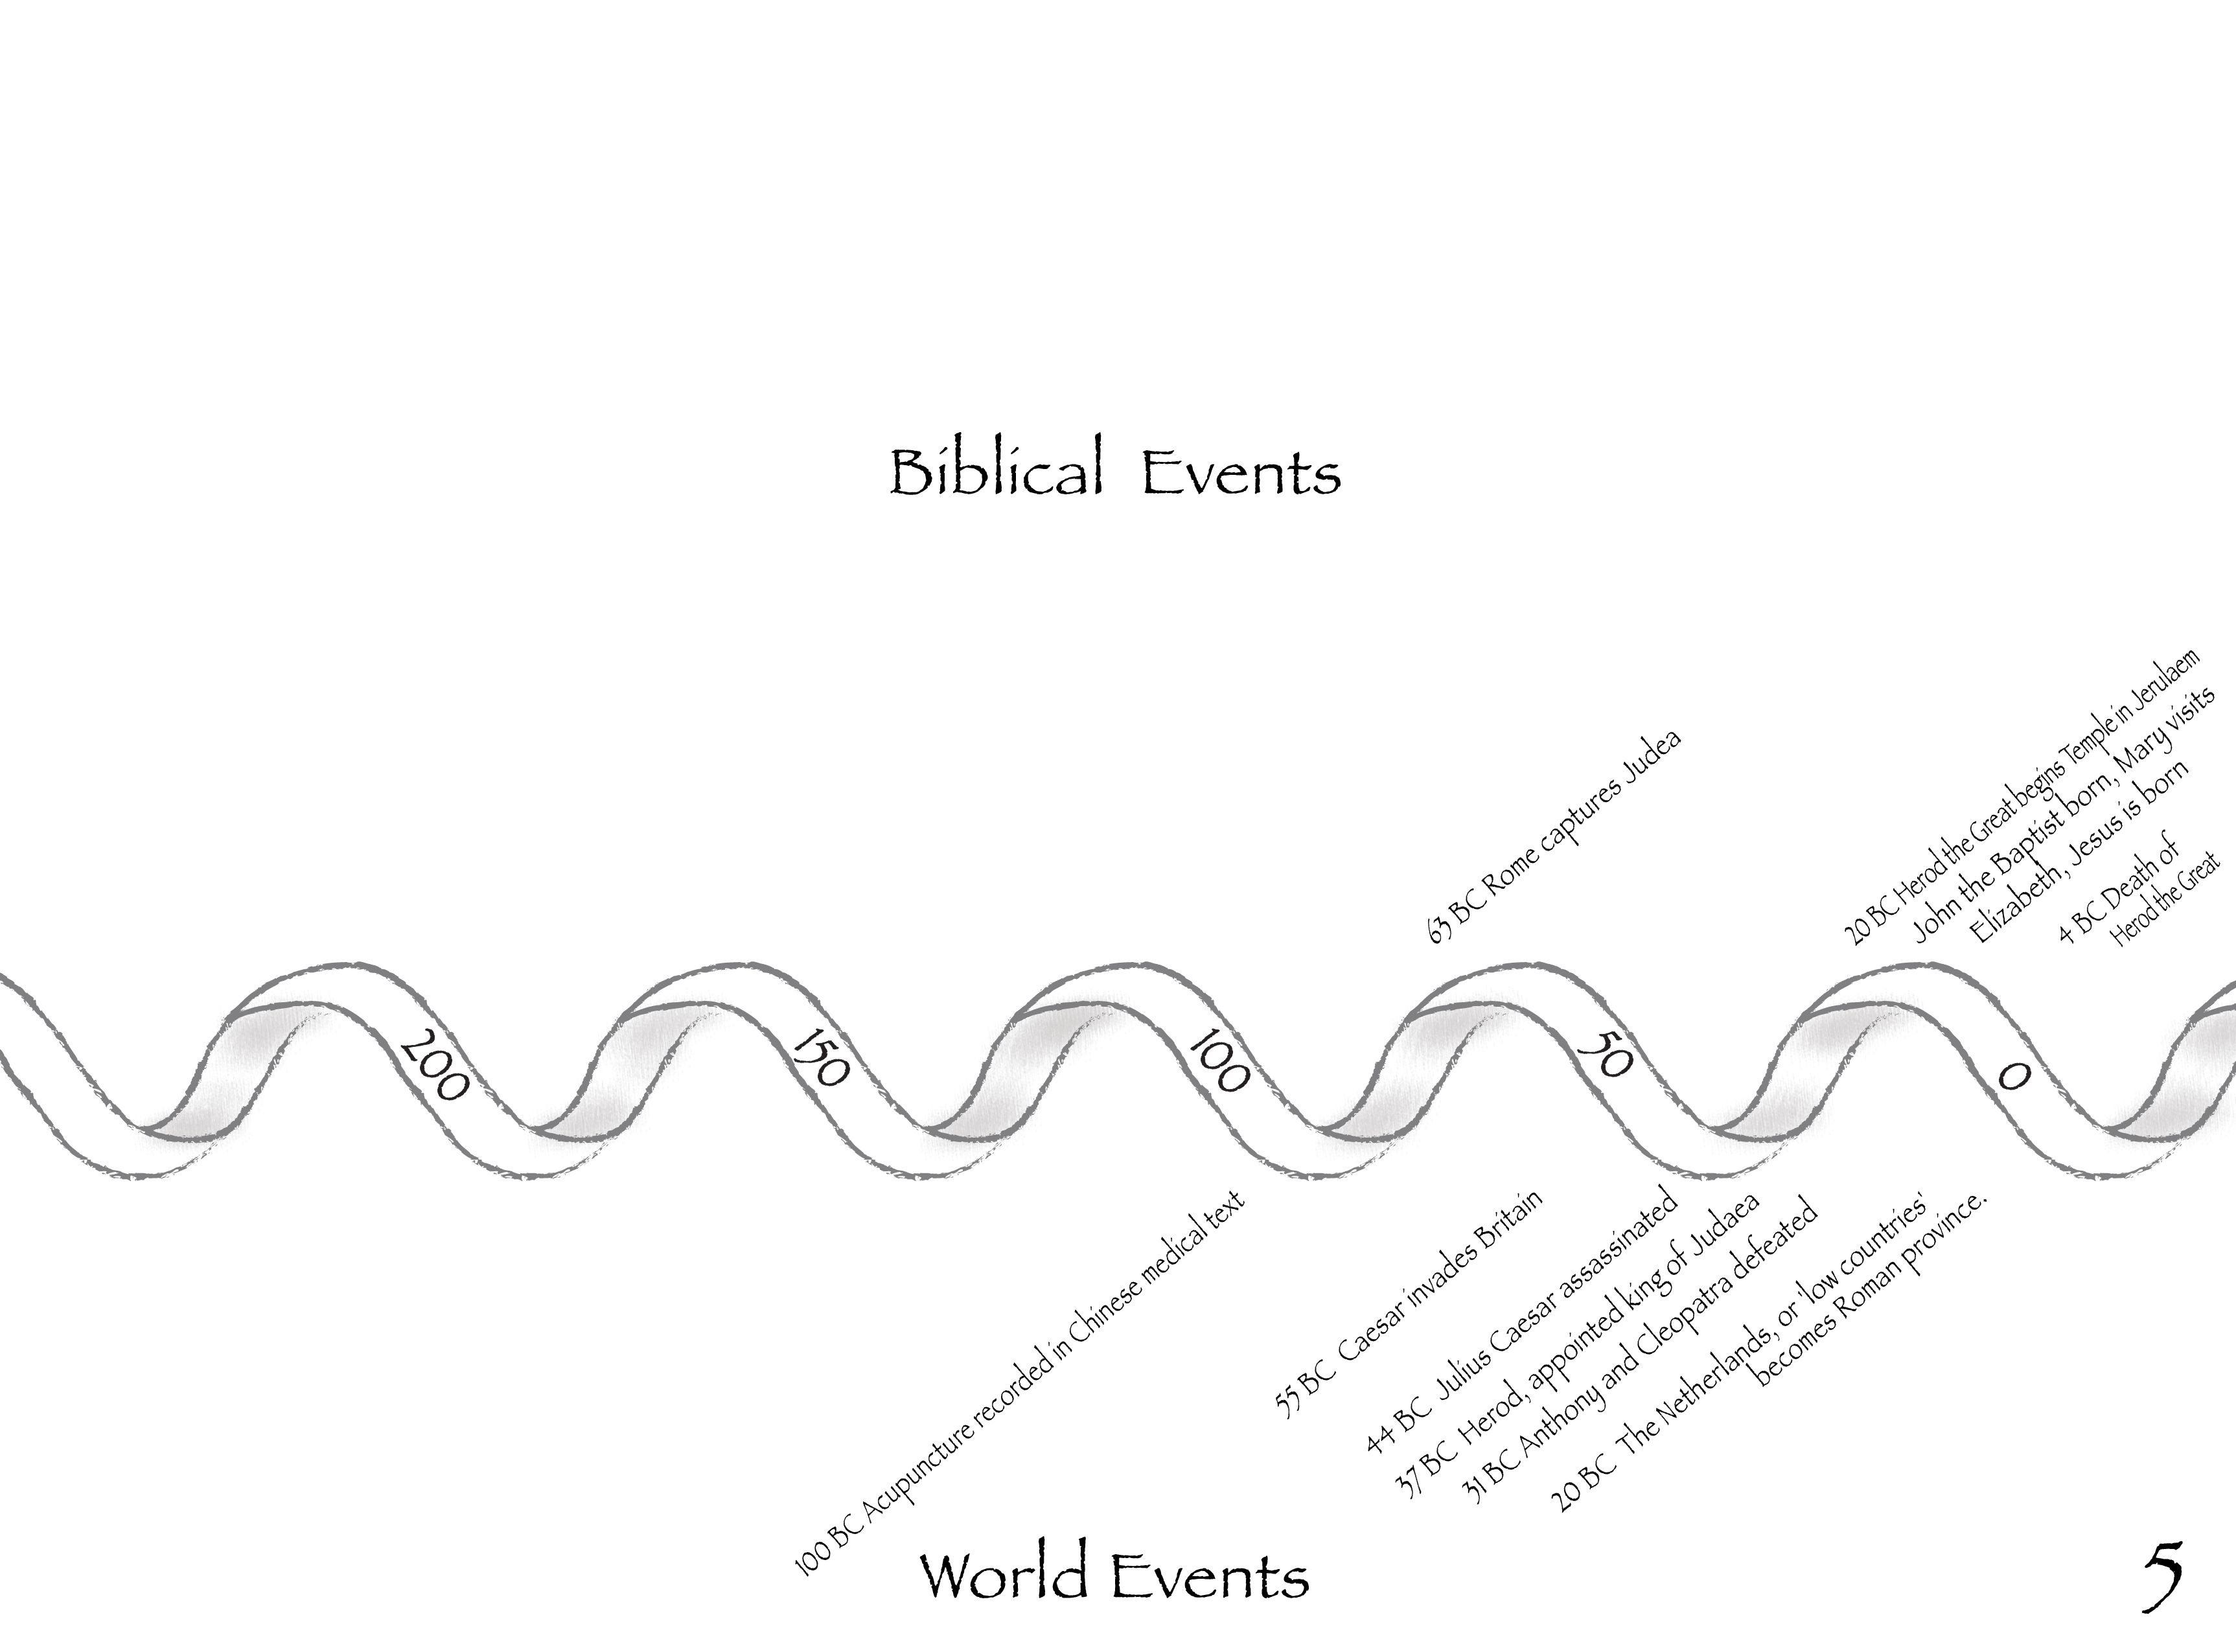 Biblical Events
63 BC Rome captures Judea
20 BC Herod the Great begins Temple in Jerulaem
John the Baptist born, Mary visits
Elizabeth, Jesus is born
4 BC Death of
Herod the Great
200
150
100
50
0
100 BC Acupuncture recorded in Chinese medical text
55 BC Caesar invades Britain
44 BC Julius Caesar assassinated
37 BC Herod, appointed king of Judaea
31 BC Anthony and Cleopatra defeated
20 BC The Netherlands, or 'low countries'
becomes Roman province.
World Events
5